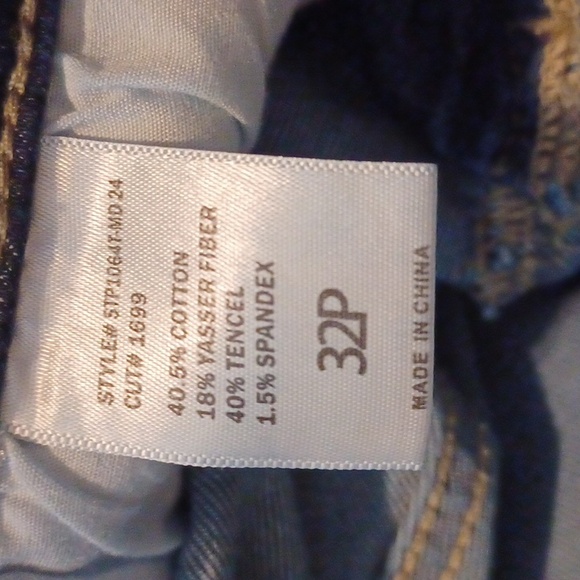 STYLE# STP1064T-MD24
CUT# 1699
40.5% COTTON
18% YASSER FIBER
40% TENCEL
1.5% SPANDEX
32P
MADE IN CHINA